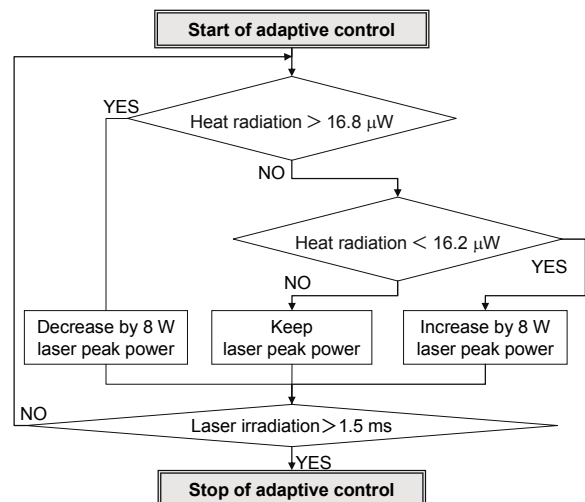 Start of adaptive control
YES
Heat radiation > 16.8 μW
NO
Heat radiation < 16.2 μW
YES
NO
Decrease by 8 W
laser peak power
Keep
laser peak power
Increase by 8 W
laser peak power
NO
Laser irradiation>1.5 ms
YES
Stop of adaptive control